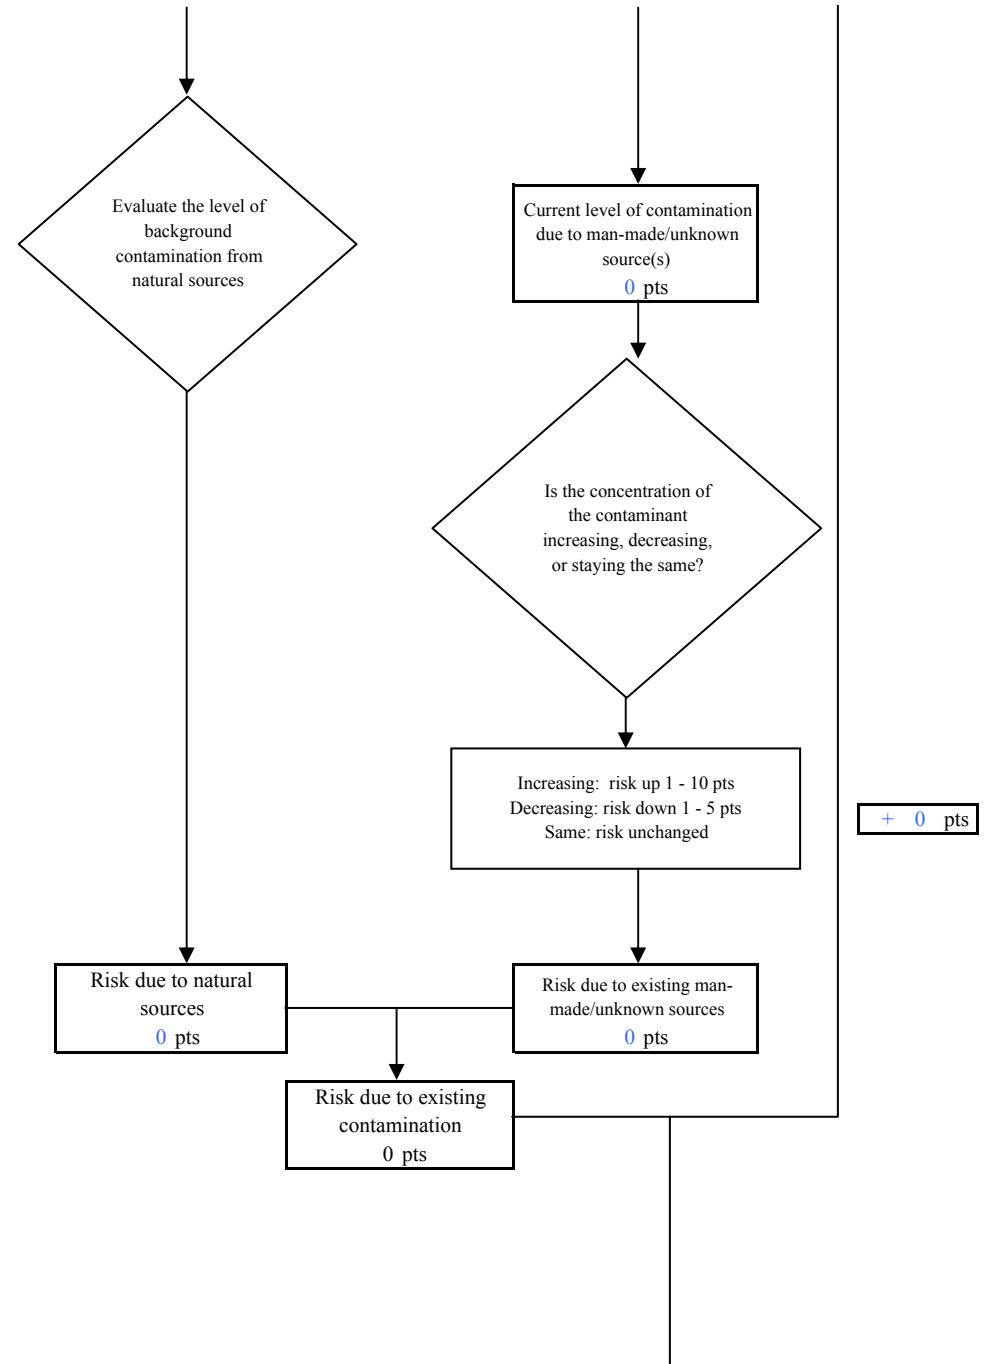 Evaluate the level of
background
contamination from
natural sources
Current level of contamination
due to man-made/unknown
source(s)
0 pts
Is the concentration of
the contaminant
increasing, decreasing,
or staying the same?
Increasing: risk up 1 - 10 pts
Decreasing: risk down 1 - 5 pts
Same: risk unchanged
+ 0 pts
Risk due to natural
sources
0 pts
Risk due to existing man-
made/unknown sources
0 pts
Risk due to existing
contamination
0 pts